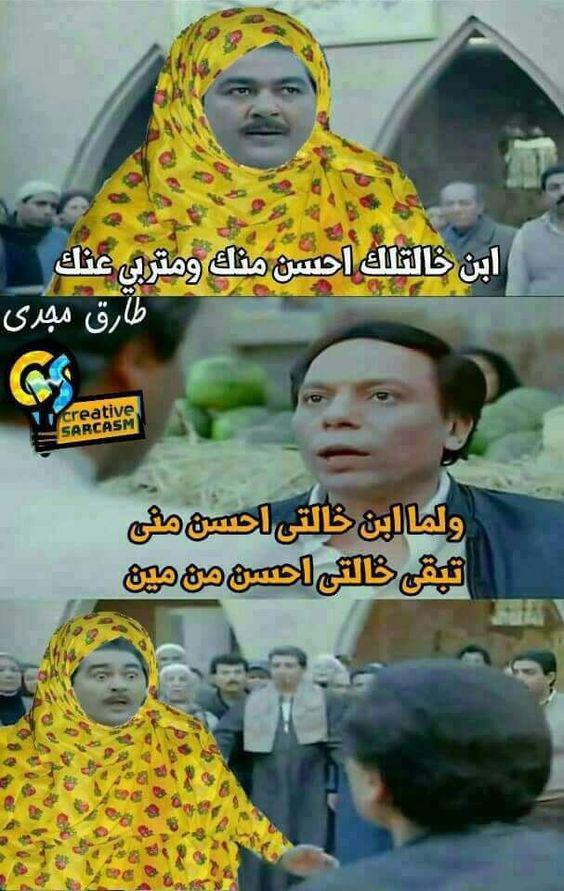 ابن خالتلك احسن منك ومتربي عنك
طارق مجدى
creative
SARCASM
ولما ابن خالتى احسن منى
تبقى خالتى احسن من مين